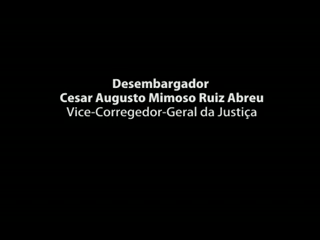 Desembargador
Cesar Augusto Mimoso Ruiz Abreu
Vice-Corregedor-Geral da Justiça